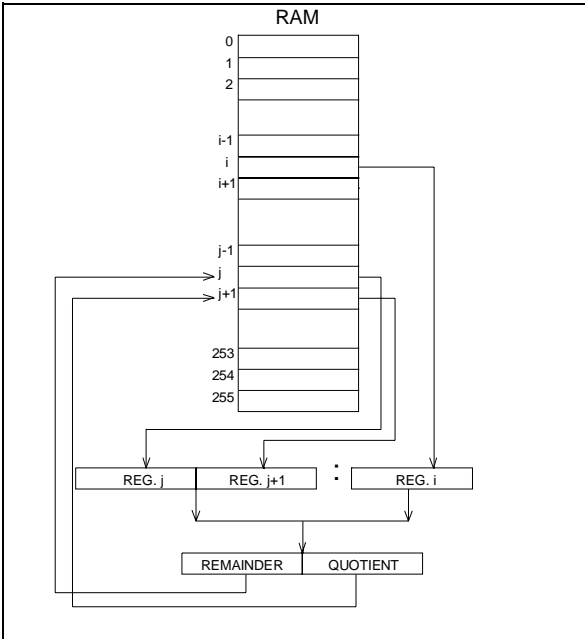 RAM
0
1
2
i-1
i
i+1
j-1
j
j+1
253
254
255
REG. j REG. j+1 : REG. i
REMAINDER QUOTIENT